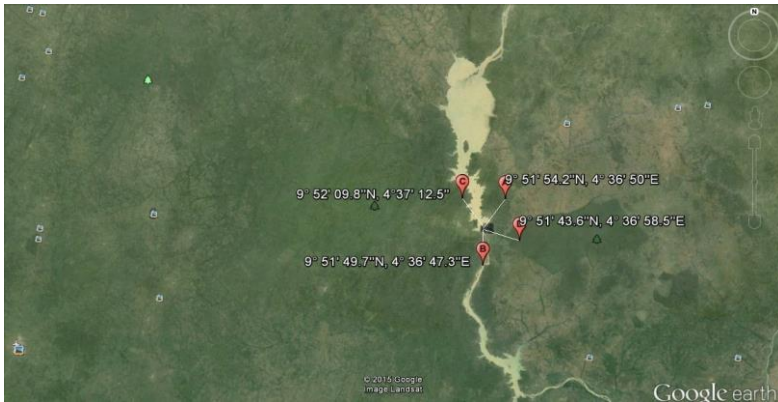 N
C
9° 52' 09.8"N, 4°37' 12.5"
9° 51' 54.2"N, 4° 36' 50"E
9° 51' 43.6"N, 4° 36' 58.5"E
B
9° 51' 49.7"N, 4° 36' 47.3"E
© 2015 Google
Image Landsat
Google earth